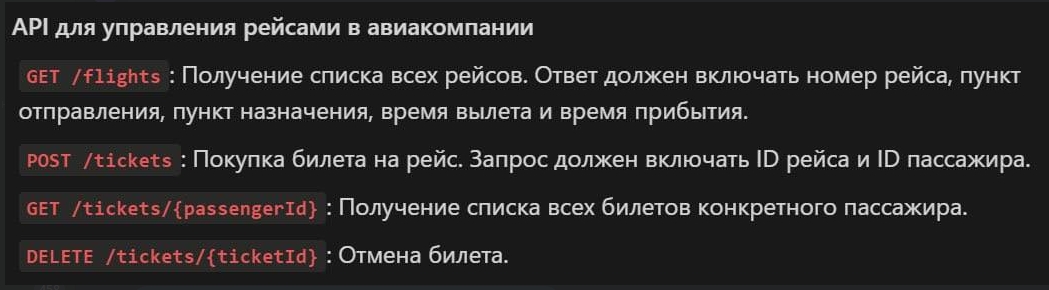 API для управления рейсами в авиакомпании
GET /flights: Получение списка всех рейсов. Ответ должен включать номер рейса, пункт
отправления, пункт назначения, время вылета и время прибытия.
POST /tickets: Покупка билета на рейс. Запрос должен включать ID рейса и ID пассажира.
GET /tickets/{passengerId}: Получение списка всех билетов конкретного пассажира.
DELETE /tickets/{ticketId}: Отмена билета.